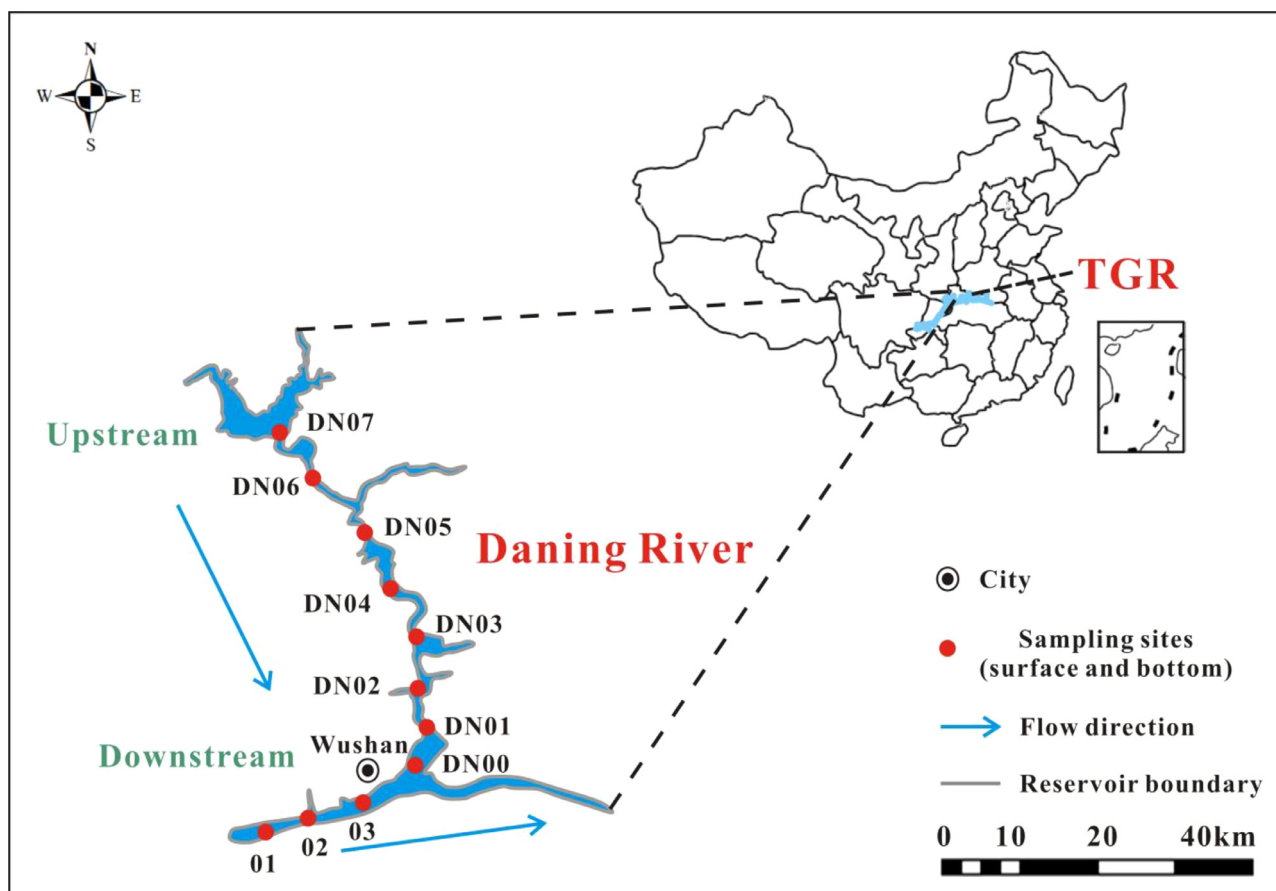 N
W E
S
TGR
DN07
Upstream
DN06
DN05
Daning River
DN04
DN03
DN02
DN01
Wushan
Downstream
DN00
03
02
01
City
Sampling sites
(surface and bottom)
Flow direction
Reservoir boundary
0 10 20 40km